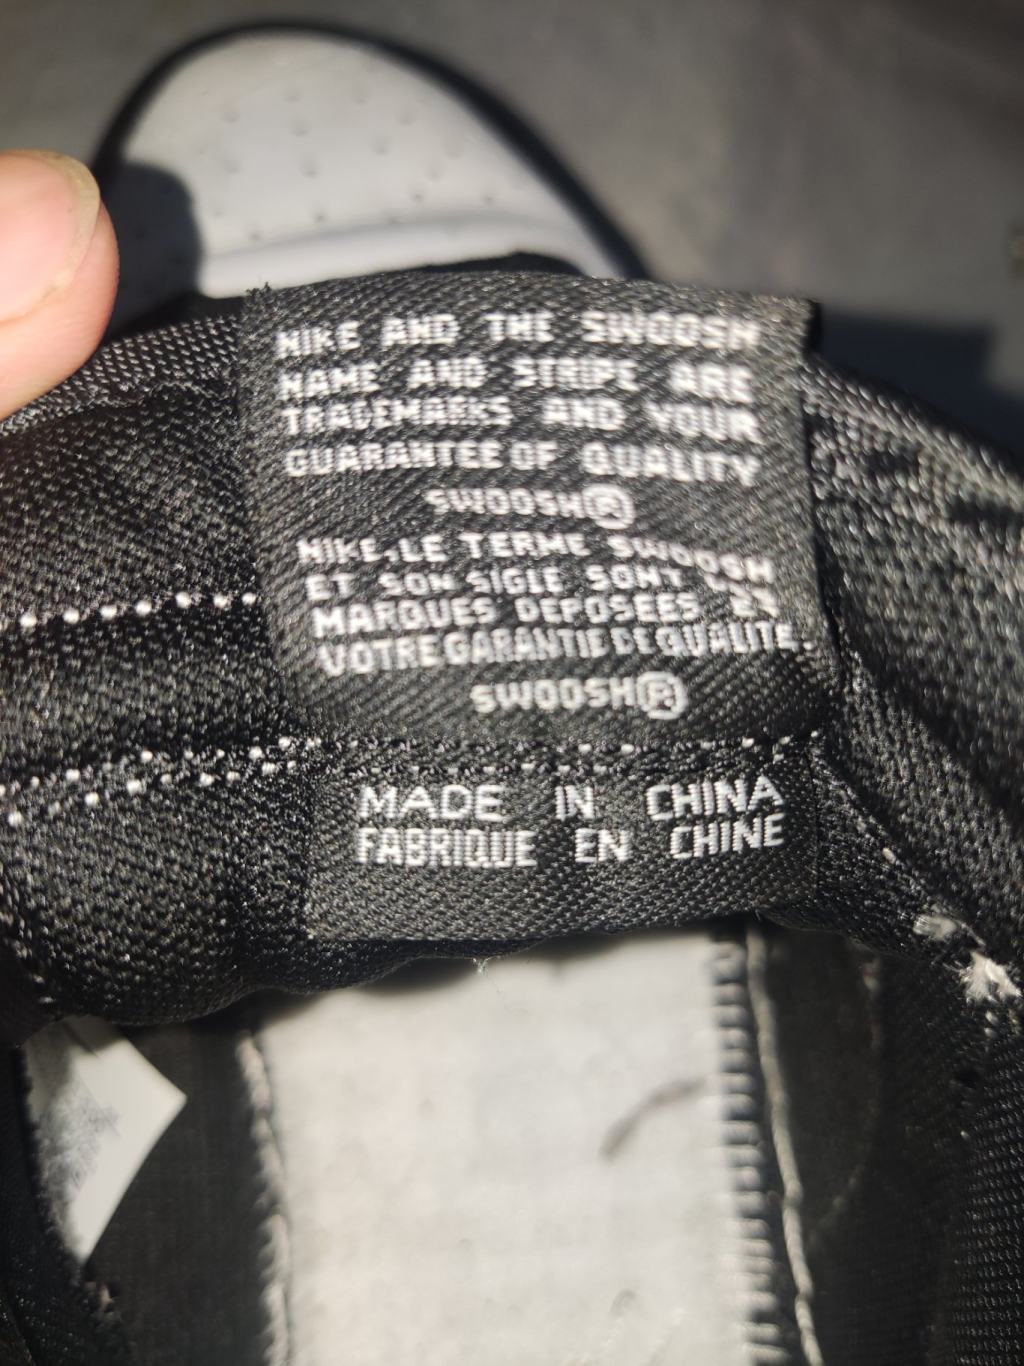 NIKE AND THE SWOOSH
NAME AND STRIPE ARE
TRADEMARKS AND YOUR
GUARANTEE OF QUALITY
SWOOSH®
NIKE.LE TERME SWOOSH
ET SON SIGLE SONT
MARQUES DEPOSEES ET
VOTRE GARANTIE DE QUALITE.
SWOOSH®
MADE IN CHINA
FABRIQUE EN CHINE